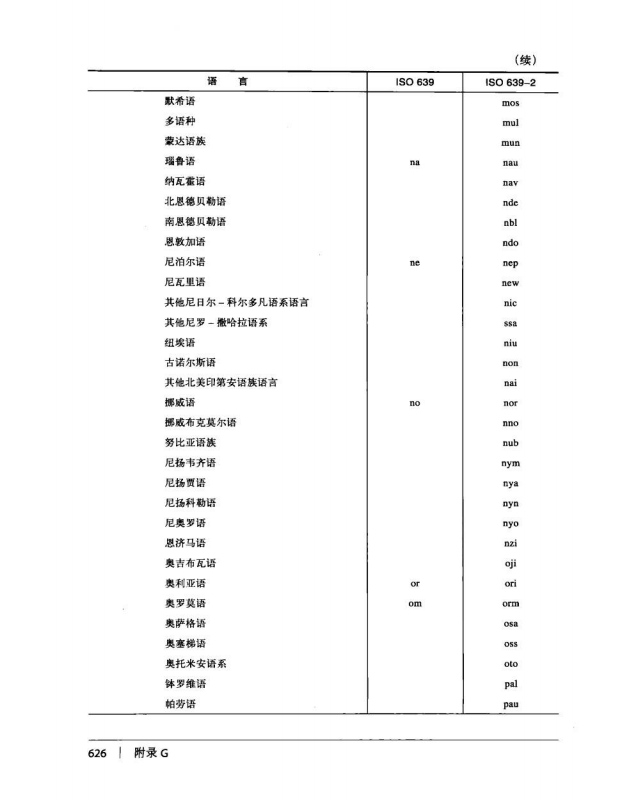 （续）
语 言 ISO 639 ISO 639–2
默希语 mos
多语种 mul
蒙达语族 mun
瑙鲁语 na nau
纳瓦霍语 nav
北恩德贝勒语 nde
南恩德贝勒语 nbl
恩敦加语 ndo
尼泊尔语 ne nep
尼瓦里语 new
其他尼日尔－科尔多凡语系语言 nic
其他尼罗－撒哈拉语系 ssa
纽埃语 niu
古诺尔斯语 non
其他北美印第安语族语言 nai
挪威语 no nor
挪威布克莫尔语 nno
努比亚语族 nub
尼扬韦齐语 nym
尼扬贾语 nya
尼扬科勒语 nyn
尼奥罗语 nyo
恩济马语 nzi
奥吉布瓦语 oji
奥利亚语 or ori
奥罗莫语 om orm
奥萨格语 osa
奥塞梯语 oss
奥托米安语系 oto
钵罗维语 pal
帕劳语 pau
626 | 附录 G